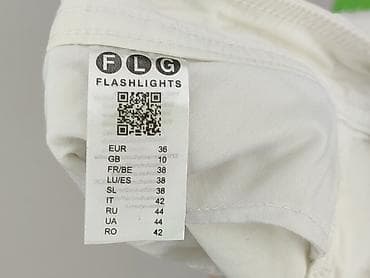 FLG
FLASHLIGHTS
EUR 36
GB 10
FR/BE 38
LU/ES 38
SL 38
IT 42
RU 44
UA 44
RO 42